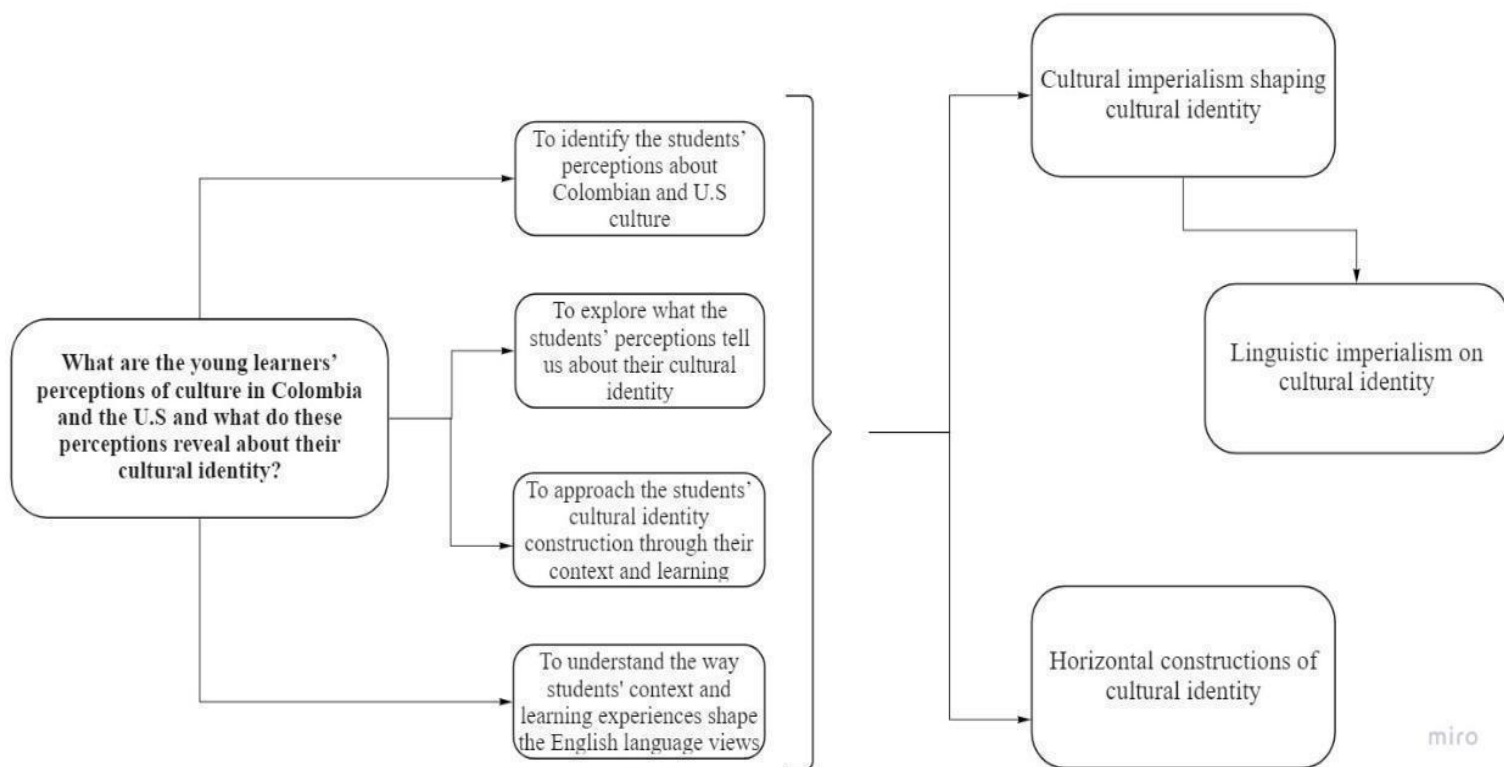 What are the young learners’
perceptions of culture in Colombia
and the U.S and what do these
perceptions reveal about their
cultural identity?
To identify the students’
perceptions about
Colombian and U.S
culture
To explore what the
students’ perceptions tell
us about their cultural
identity
To approach the students’
cultural identity
construction through their
context and learning
To understand the way
students' context and
learning experiences shape
the English language views
Cultural imperialism shaping
cultural identity
Linguistic imperialism on
cultural identity
Horizontal constructions of
cultural identity
miro